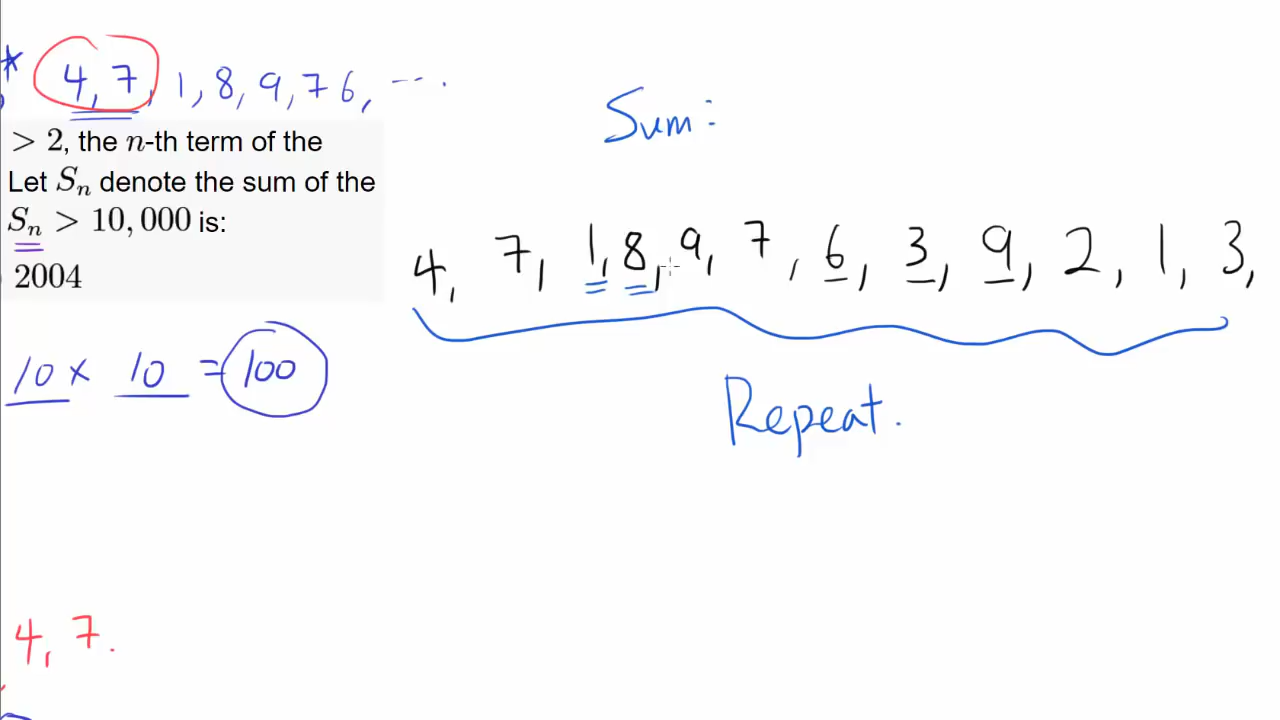 4, 7, 1, 8, 9, 7 6, ...
Sum:
> 2, the n-th term of the
Let Sₙ denote the sum of the
Sₙ > 10,000 is:
2004
4, 7, 1, 8, 9, 7, 6, 3, 9, 2, 1, 3,
10 × 10 = 100
Repeat.
4, 7.